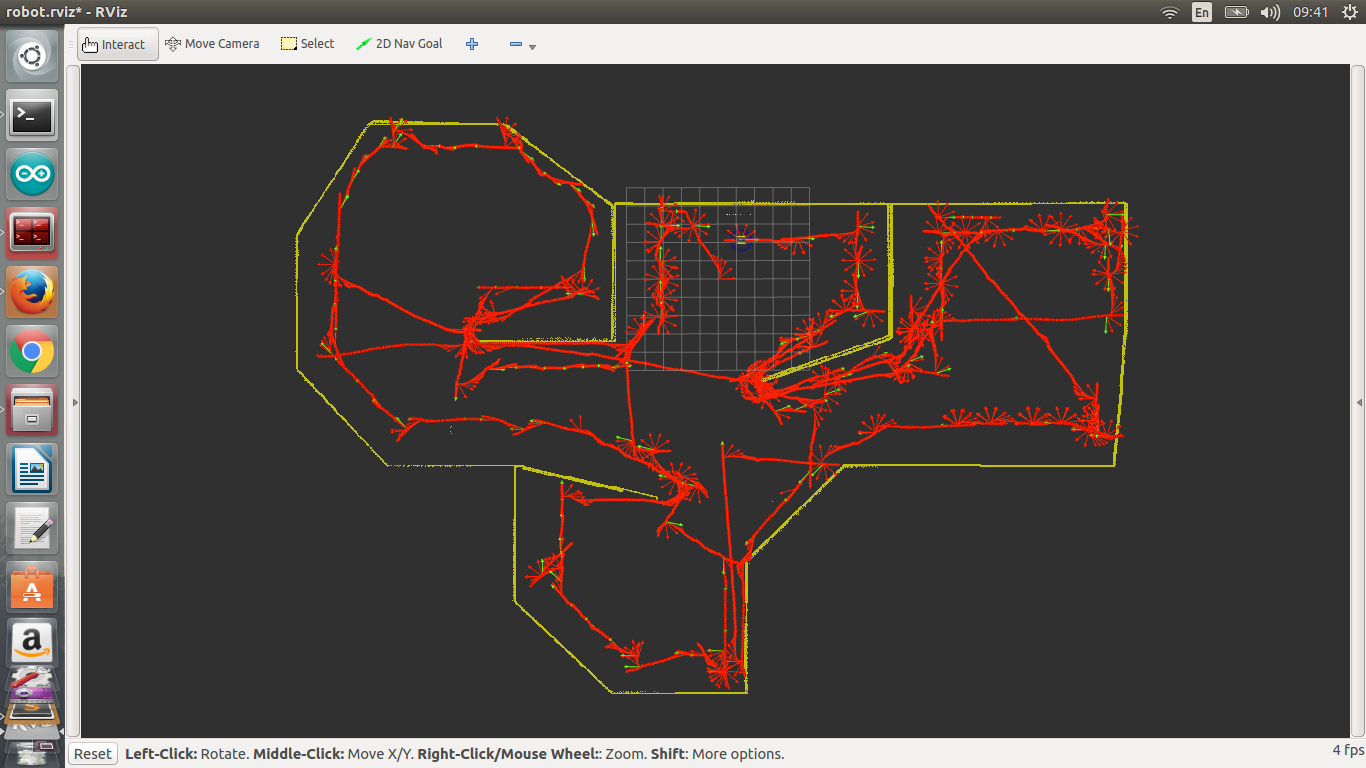 robot.rviz* - RViz
En
09:41
Interact
Move Camera
Select
2D Nav Goal
Reset
Left-Click: Rotate. Middle-Click: Move X/Y. Right-Click/Mouse Wheel:: Zoom. Shift: More options.
4 fps